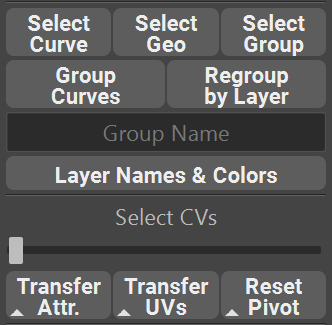 Select Curve
Select Geo
Select Group
Group Curves
Regroup by Layer
Group Name
Layer Names & Colors
Select CVs
Transfer Attr.
Transfer UVs
Reset Pivot